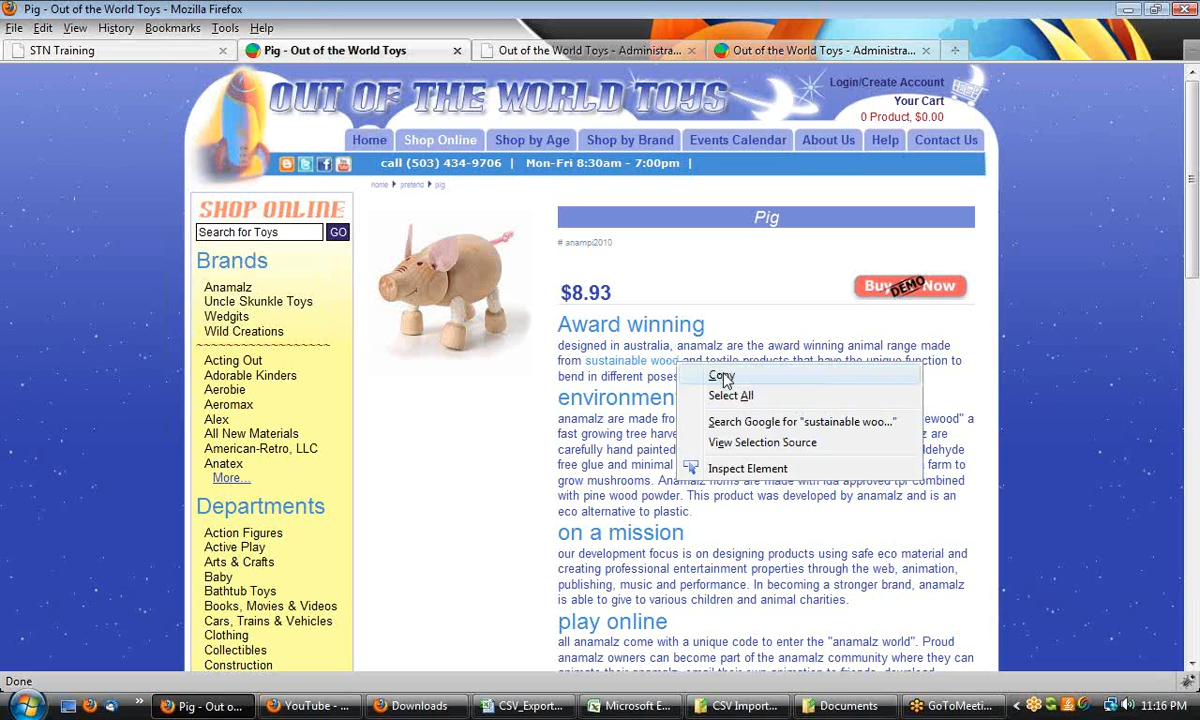 Pig - Out of the World Toys - Mozilla Firefox
File Edit View History Bookmarks Tools Help
STN Training
Pig - Out of the World Toys
Out of the World Toys - Administra...
Out of the World Toys - Administra...
OUT OF THE WORLD TOYS
Login/Create Account
Your Cart
0 Product, $0.00
Home Shop Online Shop by Age Shop by Brand Events Calendar About Us Help Contact Us
call (503) 434-9706 | Mon-Fri 8:30am - 7:00pm |
home pretend pig
SHOP ONLINE
Search for Toys GO
Brands
Anamalz
Uncle Skunkle Toys
Wedgits
Wild Creations
~~~~~~~~~~~~~~~~~~
Acting Out
Adorable Kinders
Aerobie
Aeromax
Alex
All New Materials
American-Retro, LLC
Anatex
More...
Departments
Action Figures
Active Play
Arts & Crafts
Baby
Bathtub Toys
Books, Movies & Videos
Cars, Trains & Vehicles
Clothing
Collectibles
Construction
Pig
# anampi2010
$8.93
Buy Now
DEMO
Award winning
designed in australia, anamalz are the award winning animal range made
from sustainable wood and textile products that have the unique function to
bend in different poses
environmen
anamalz are made from ewood" a
fast growing tree harve z are
carefully hand painted ldehyde
free glue and minimal farm to
grow mushrooms. Anamalz horns are made with fda approved tpr combined
with pine wood powder. This product was developed by anamalz and is an
eco alternative to plastic.
on a mission
our development focus is on designing products using safe eco material and
creating professional entertainment properties through the web, animation,
publishing, music and performance. In becoming a stronger brand, anamalz
is able to give to various children and animal charities.
play online
all anamalz come with a unique code to enter the "anamalz world". Proud
anamalz owners can become part of the anamalz community where they can
Copy
Select All
Search Google for "sustainable woo..."
View Selection Source
Inspect Element
Done
Pig - Out o...
YouTube - ...
Downloads
CSV_Export...
Microsoft E...
CSV Import...
Documents
GoToMeeti...
11:16 PM